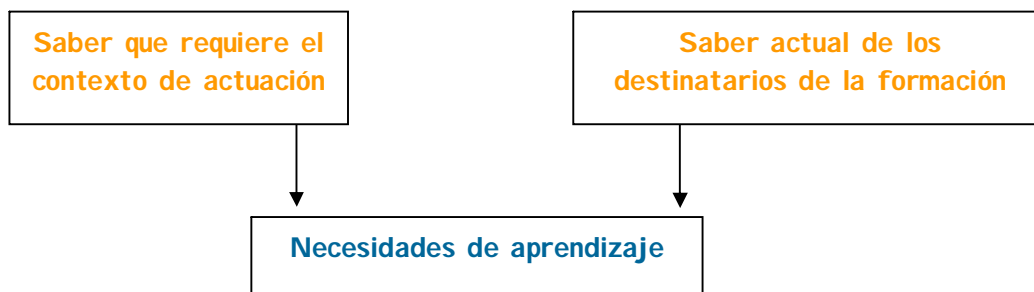 Saber que requiere el
contexto de actuación
Saber actual de los
destinatarios de la formación
Necesidades de aprendizaje